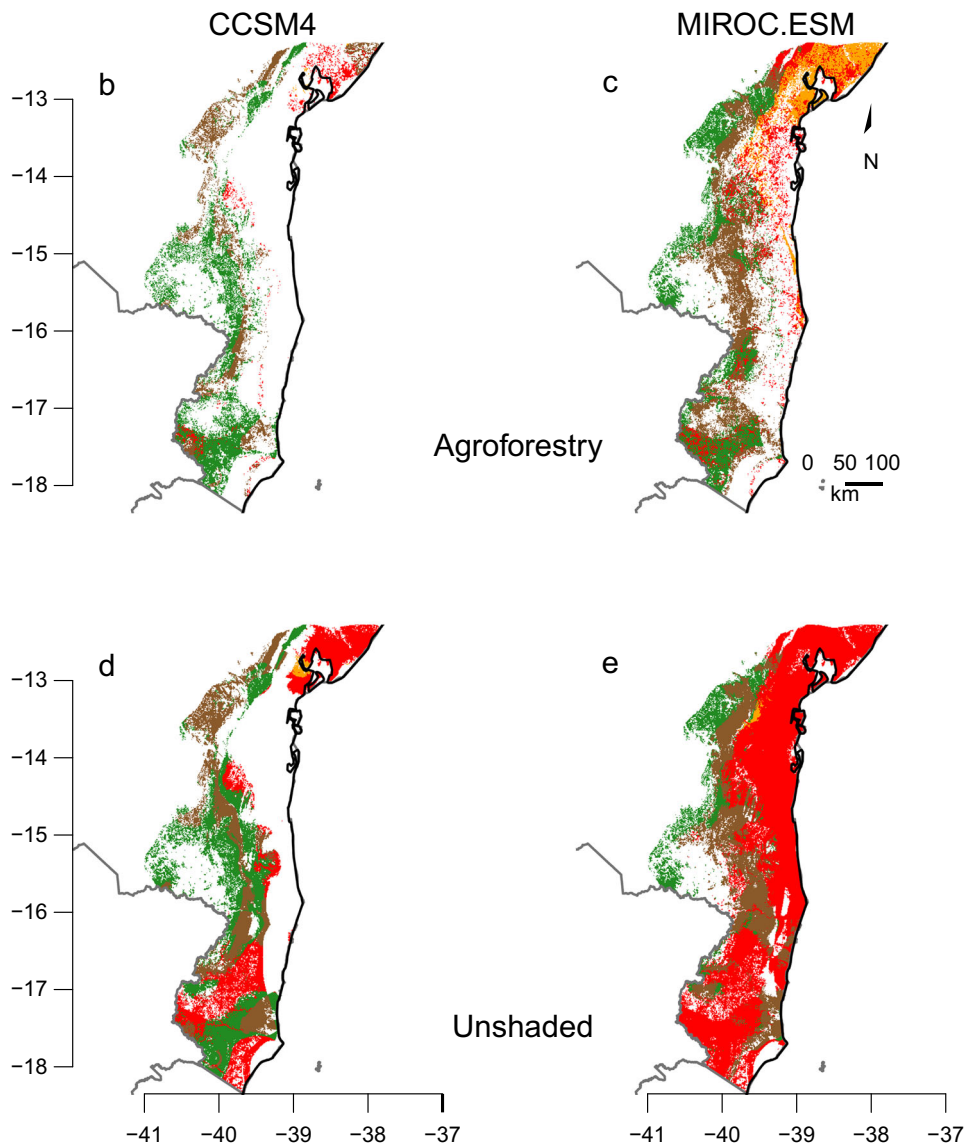 CCSM4 MIROC.ESM
b c
−13
N
−14
−15
−16
−17
Agroforestry
0 50 100
km
−18
d e
−13
−14
−15
−16
−17
Unshaded
−18
−41 −40 −39 −38 −37 −41 −40 −39 −38 −37